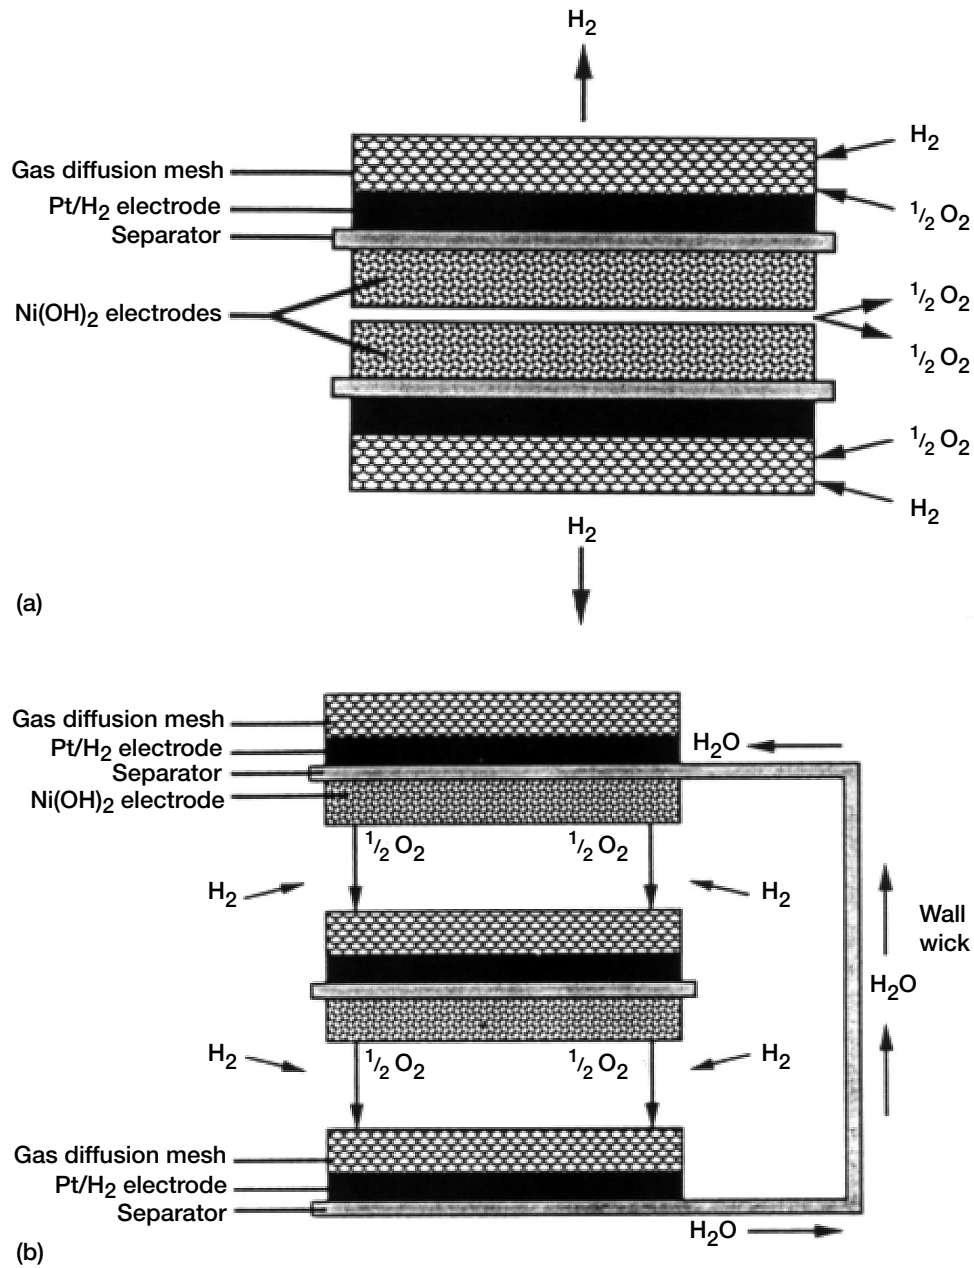 H2
H2
Gas diffusion mesh
Pt/H2 electrode
1/2 O2
Separator
1/2 O2
Ni(OH)2 electrodes
1/2 O2
1/2 O2
H2
H2
(a)
Gas diffusion mesh
Pt/H2 electrode
H2O
Separator
Ni(OH)2 electrode
1/2 O2 1/2 O2
H2 H2
Wall
wick
H2O
H2 1/2 O2 1/2 O2 H2
Gas diffusion mesh
Pt/H2 electrode
Separator
H2O
(b)